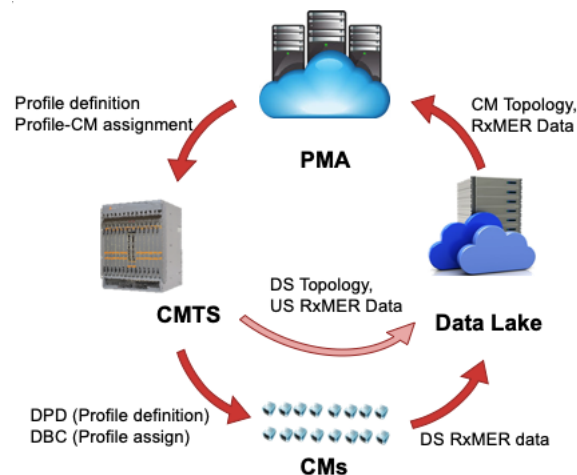 Profile definition
Profile-CM assignment
CM Topology,
RxMER Data
PMA
DS Topology,
US RxMER Data
CMTS
Data Lake
DPD (Profile definition)
DBC (Profile assign)
DS RxMER data
CMs